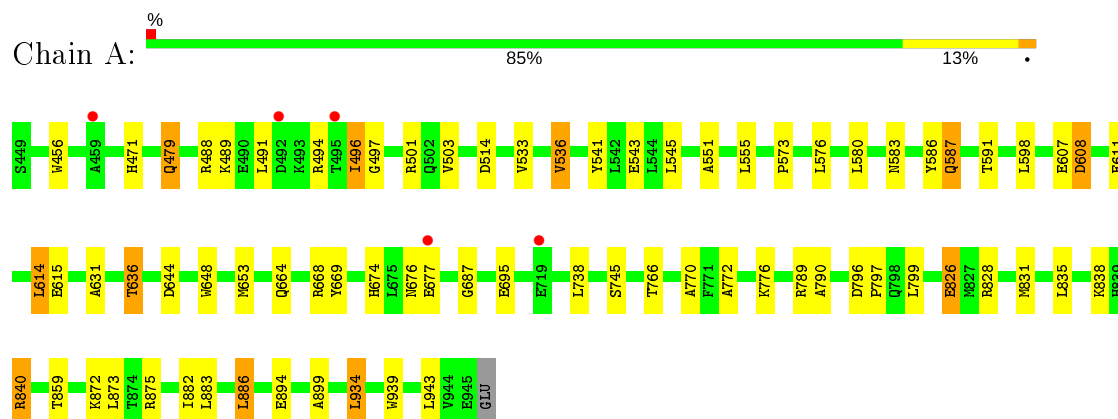 %
Chain A:
85% 13% •
S449 W456 A459 H471 Q479 R488 K489 E490 L491 D492 K493 R494 T495 I496 G497 R501 Q502 V503 D514 V533 V536 Y541 L542 E543 L544 L545 A551 L555 P573 L576 L580 N583 Y586 Q587 T591 L598 E607 D608
L614 E615 A631 T636 D644 W648 M653 Q664 R668 Y669 H674 L675 N676 E677 G687 E695 E719 L738 S745 T766 A770 F771 A772 K776 R789 A790 D796 P797 Q798 L799 E826 M827 R828 M831 L835 K838
R840 T859 K872 L873 T874 R875 I882 L883 L886 E894 A899 L934 W939 L943 V944 E945 GLU